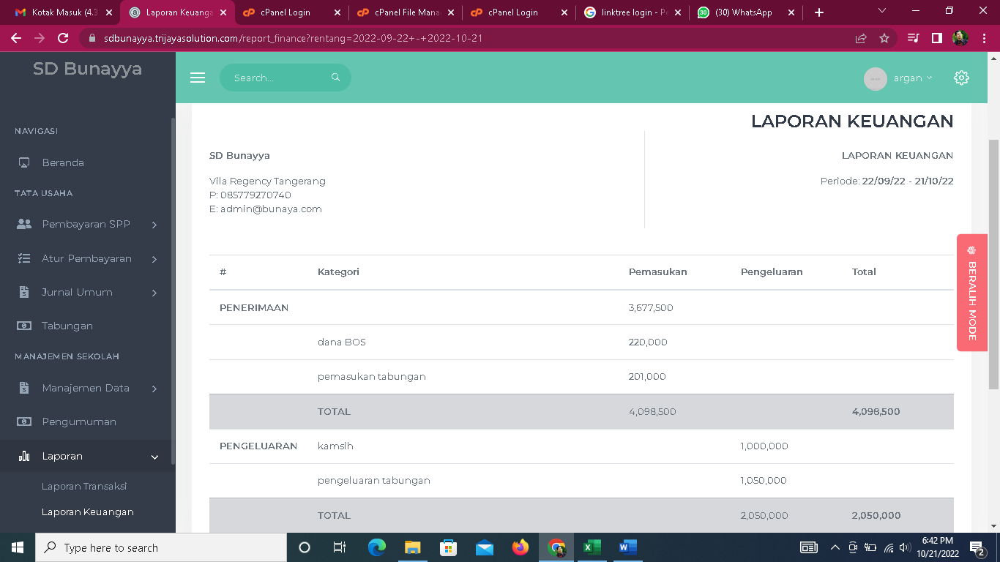 Kotak Masuk (4.3
Laporan Keuanga
cPanel Login
cPanel File Mana
cPanel Login
linktree login - Pe
(30) WhatsApp
sdbunayya.trijayasolution.com/report_finance?rentang=2022-09-22+-+2022-10-21
SD Bunayya
Search...
argan
NAVIGASI
Beranda
TATA USAHA
Pembayaran SPP
Atur Pembayaran
Jurnal Umum
Tabungan
MANAJEMEN SEKOLAH
Manajemen Data
Pengumuman
Laporan
Laporan Transaksi
Laporan Keuangan
LAPORAN KEUANGAN
SD Bunayya
Vila Regency Tangerang
P: 085779270740
E: admin@bunaya.com
LAPORAN KEUANGAN
Periode: 22/09/22 - 21/10/22
# Kategori Pemasukan Pengeluaran Total
PENERIMAAN 3,677,500
dana BOS 220,000
pemasukan tabungan 201,000
TOTAL 4,098,500 4,098,500
PENGELUARAN kamsih 1,000,000
pengeluaran tabungan 1,050,000
TOTAL 2,050,000 2,050,000
BERALIH MODE
Type here to search
6:42 PM
10/21/2022
2